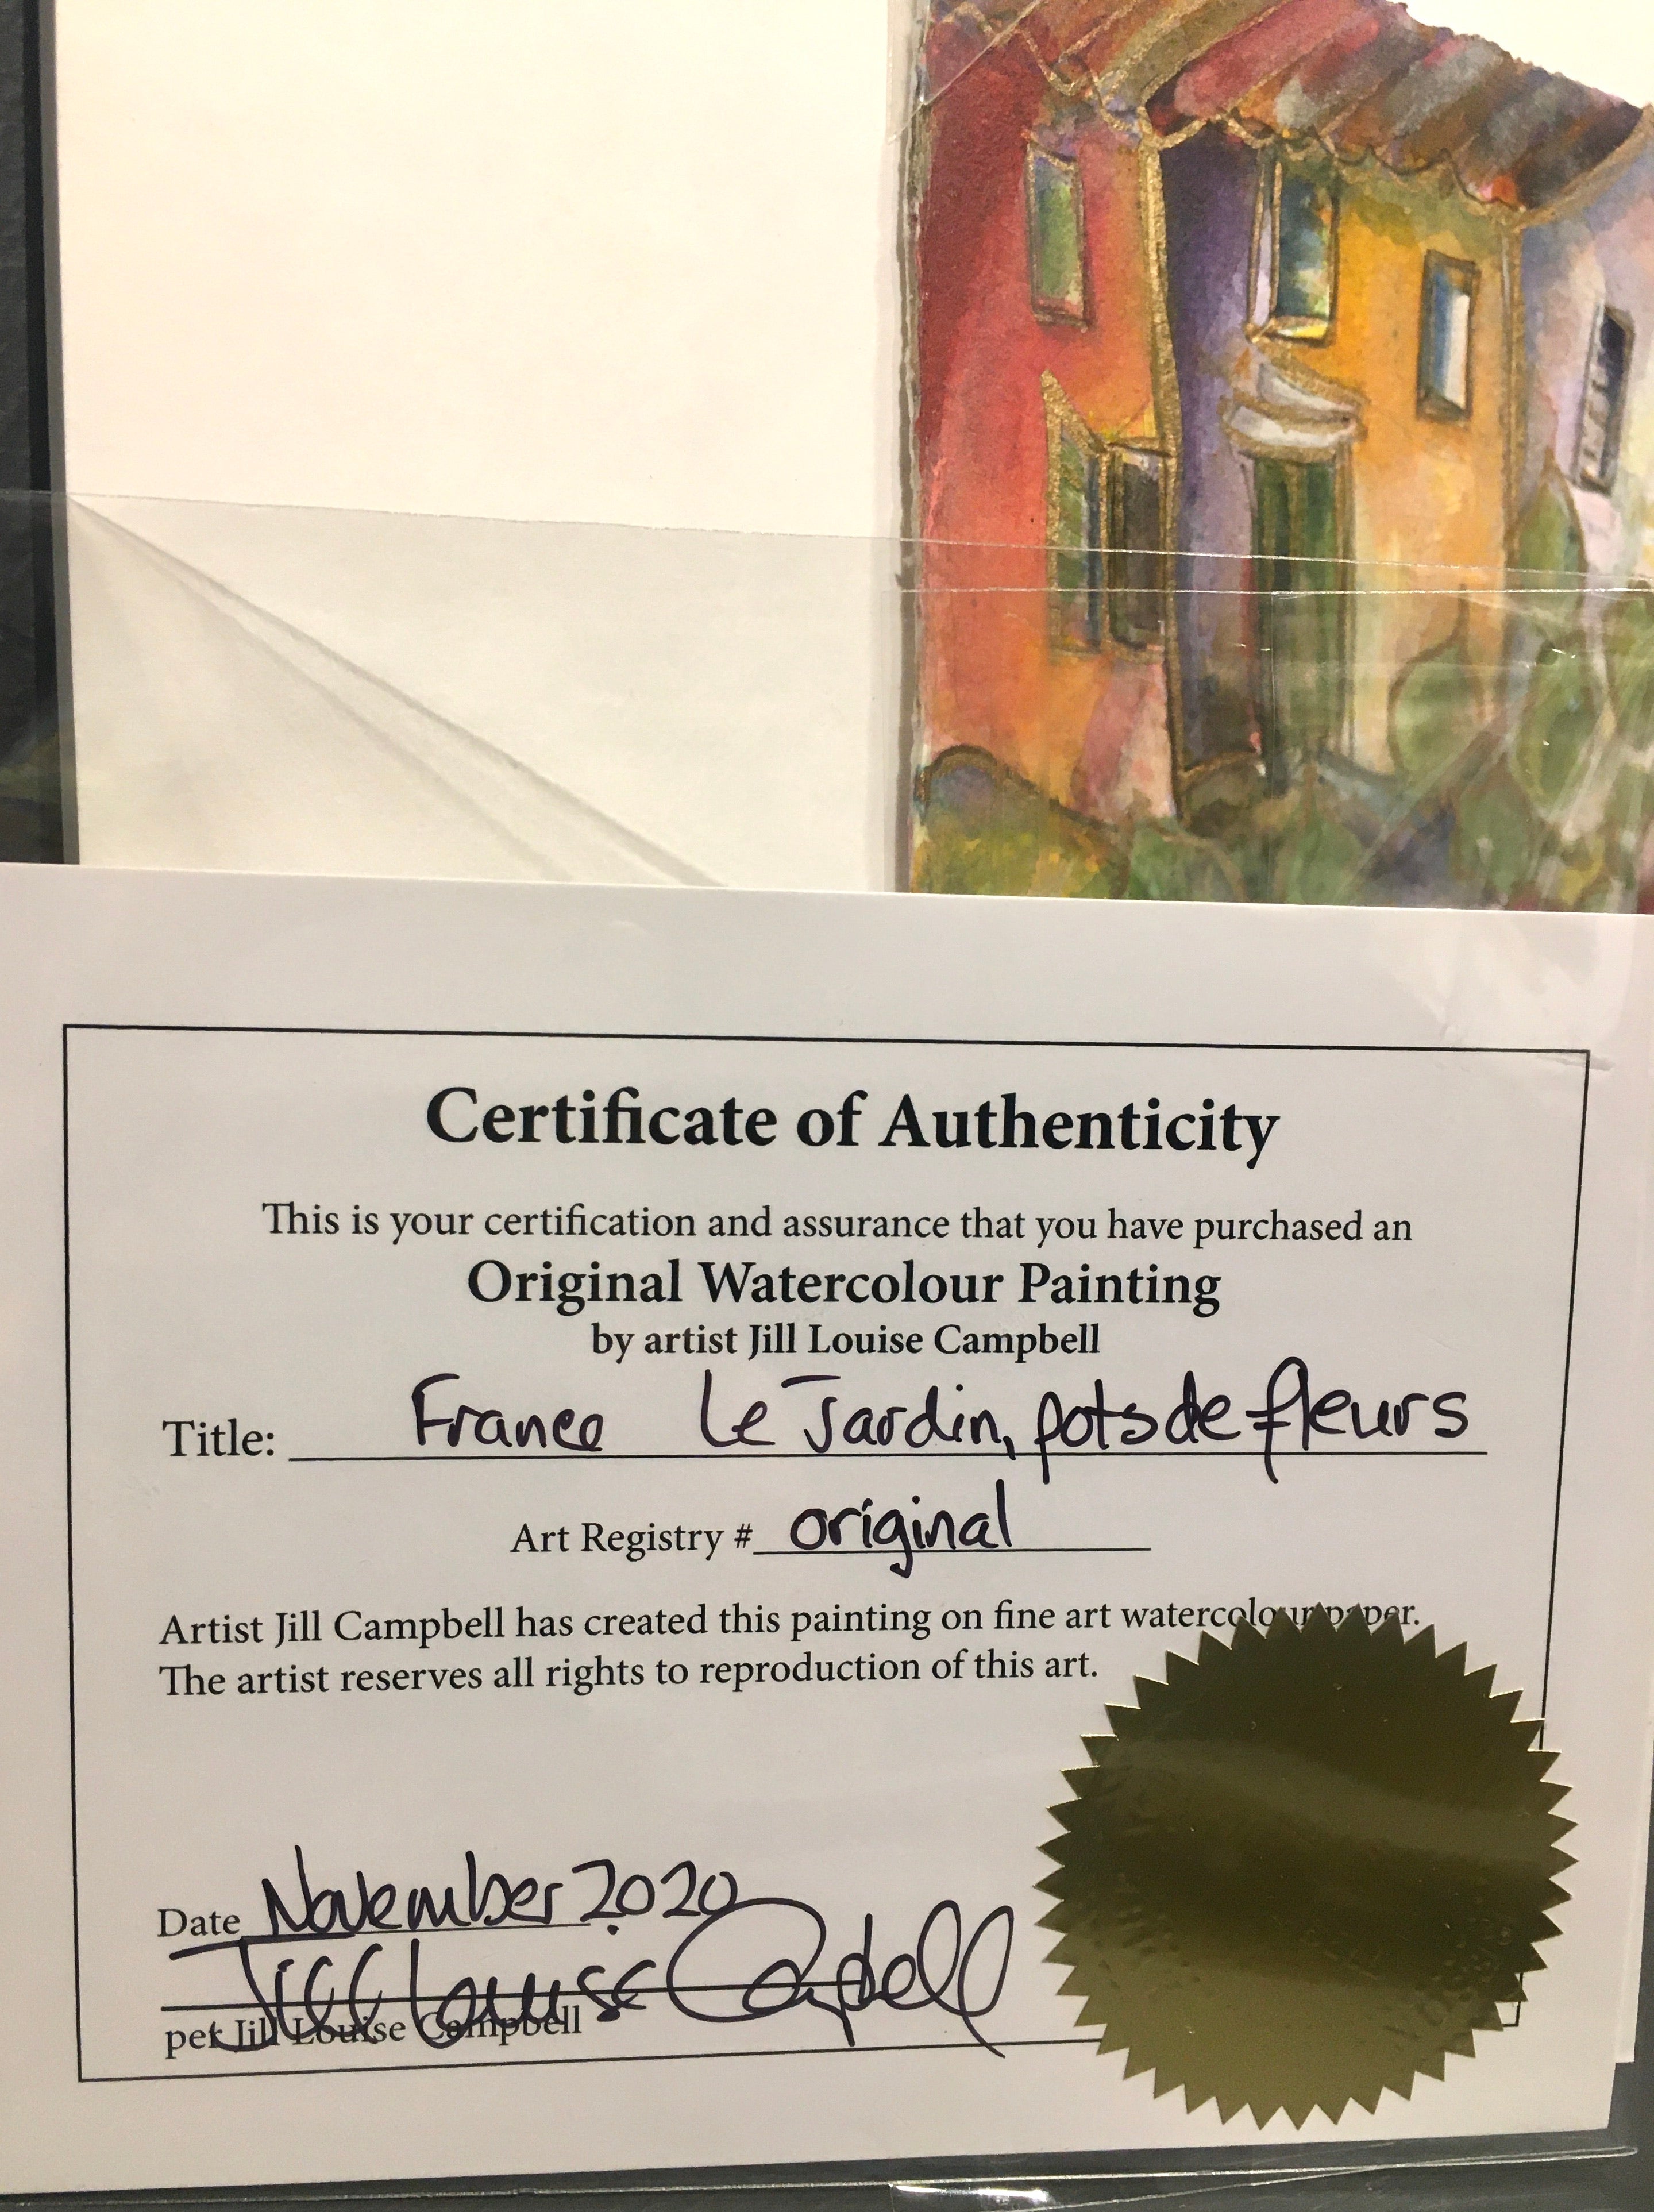 Certificate of Authenticity
This is your certification and assurance that you have purchased an
Original Watercolour Painting
by artist Jill Louise Campbell
Title: France Le Jardin, pots de fleurs
Art Registry # original
Artist Jill Campbell has created this painting on fine art watercolour paper.
The artist reserves all rights to reproduction of this art.
Date November 2020
Jill Louise Campbell
per Jill Louise Campbell